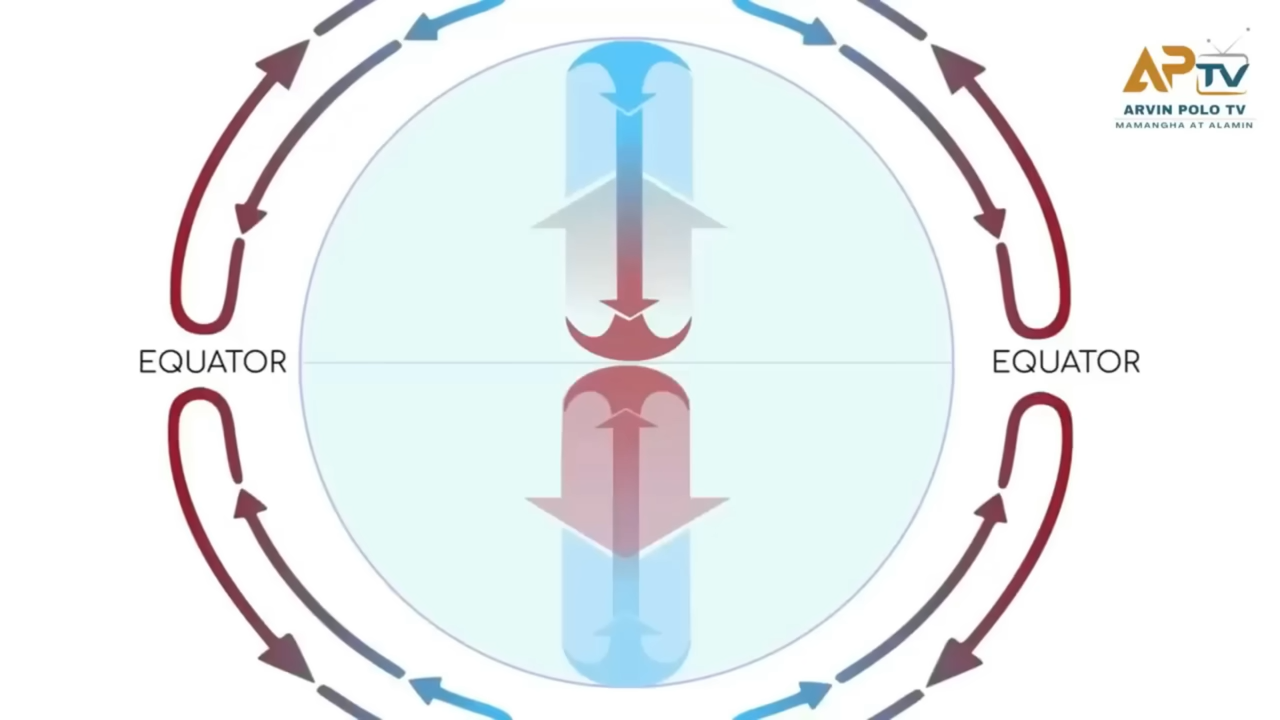 APTV
ARVIN POLO TV
MAMANGHA AT ALAMIN
EQUATOR
EQUATOR